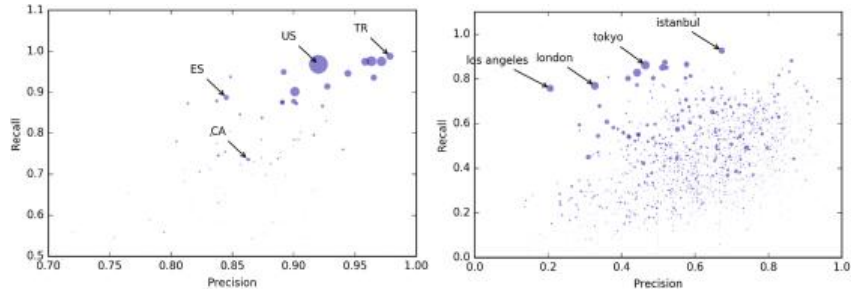 1.1
1.0
0.9
0.8
0.7
0.6
0.5
0.70 0.75 0.80 0.85 0.90 0.95 1.00
Recall
Precision
TR
US
ES
CA
1.0
0.8
0.6
0.4
0.2
0.0
0.0 0.2 0.4 0.6 0.8 1.0
Recall
Precision
istanbul
tokyo
london
los angeles